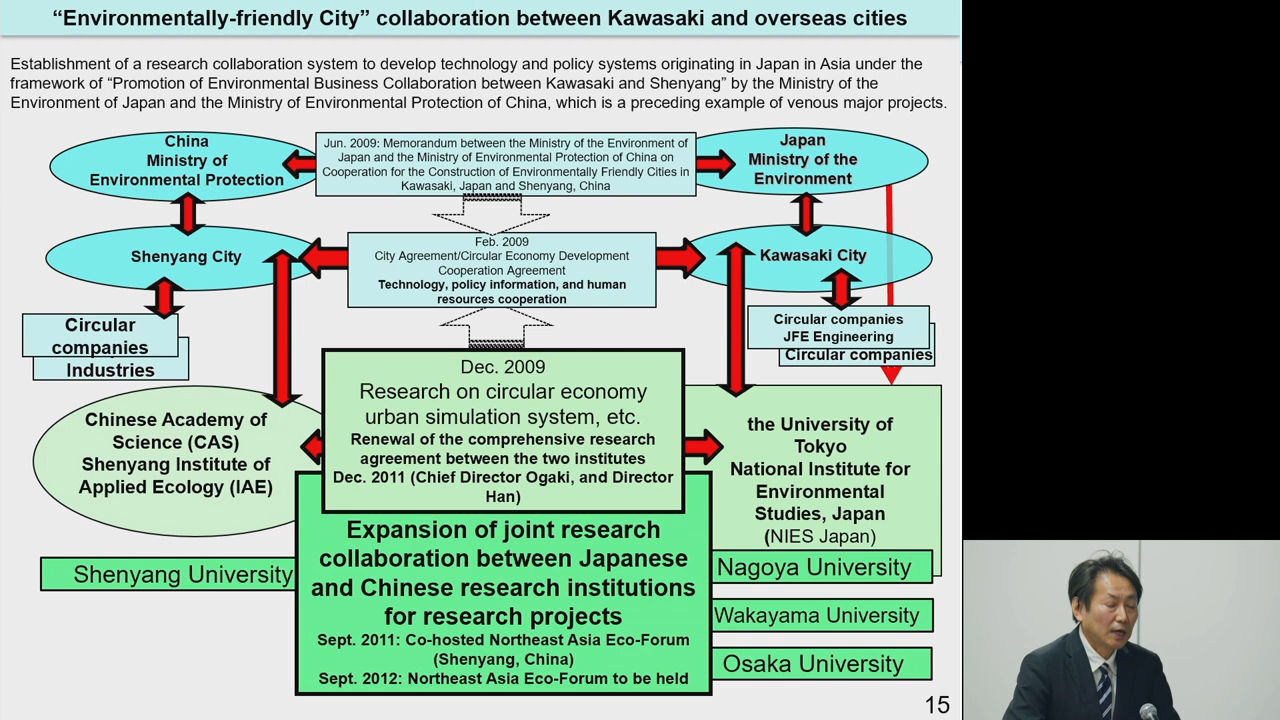 “Environmentally-friendly City” collaboration between Kawasaki and overseas cities
Establishment of a research collaboration system to develop technology and policy systems originating in Japan in Asia under the
framework of “Promotion of Environmental Business Collaboration between Kawasaki and Shenyang” by the Ministry of the
Environment of Japan and the Ministry of Environmental Protection of China, which is a preceding example of venous major projects.
China
Ministry of
Environmental Protection
Jun. 2009: Memorandum between the Ministry of the Environment of
Japan and the Ministry of Environmental Protection of China on
Cooperation for the Construction of Environmentally Friendly Cities in
Kawasaki, Japan and Shenyang, China
Japan
Ministry of the
Environment
Shenyang City
Feb. 2009
City Agreement/Circular Economy Development
Cooperation Agreement
Technology, policy information, and human
resources cooperation
Kawasaki City
Circular
companies
Industries
Circular companies
JFE Engineering
Circular companies
Dec. 2009
Research on circular economy
urban simulation system, etc.
Renewal of the comprehensive research
agreement between the two institutes
Dec. 2011 (Chief Director Ogaki, and Director
Han)
Chinese Academy of
Science (CAS)
Shenyang Institute of
Applied Ecology (IAE)
the University of
Tokyo
National Institute for
Environmental
Studies, Japan
(NIES Japan)
Expansion of joint research
collaboration between Japanese
and Chinese research institutions
for research projects
Sept. 2011: Co-hosted Northeast Asia Eco-Forum
(Shenyang, China)
Sept. 2012: Northeast Asia Eco-Forum to be held
Shenyang University
Nagoya University
Wakayama University
Osaka University
15